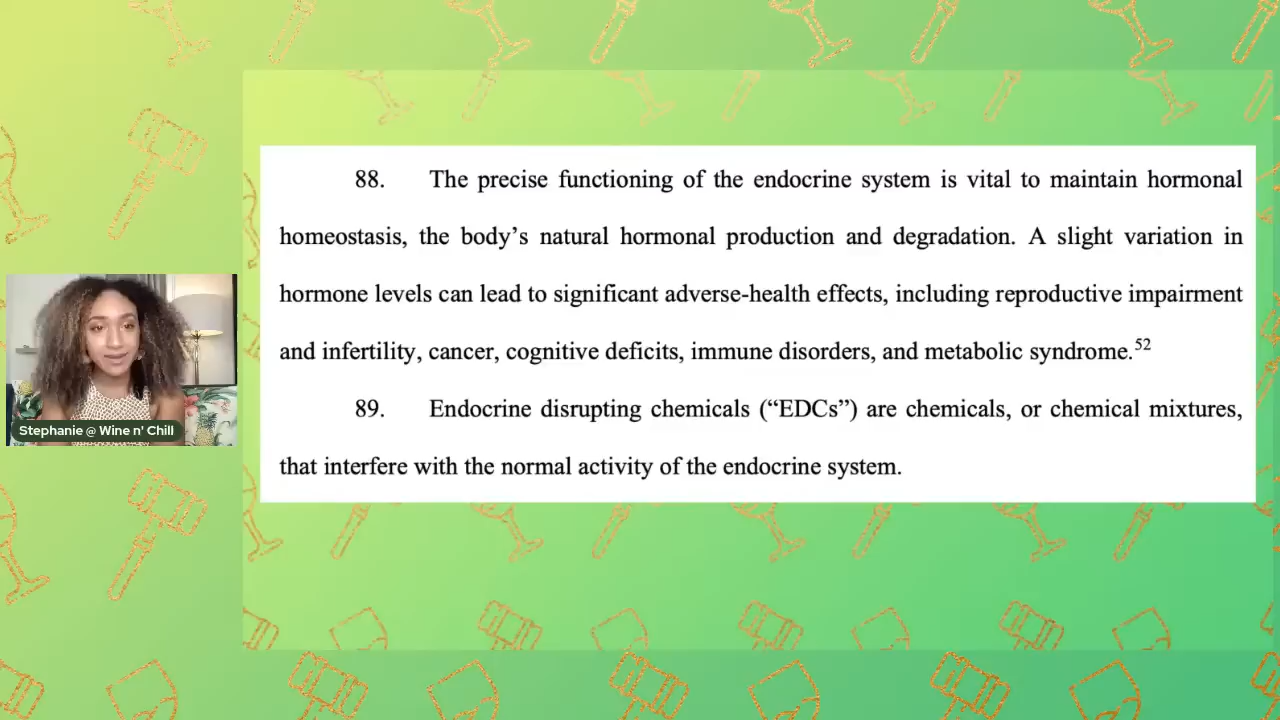 88. The precise functioning of the endocrine system is vital to maintain hormonal
homeostasis, the body’s natural hormonal production and degradation. A slight variation in
hormone levels can lead to significant adverse-health effects, including reproductive impairment
and infertility, cancer, cognitive deficits, immune disorders, and metabolic syndrome.52
89. Endocrine disrupting chemicals (“EDCs”) are chemicals, or chemical mixtures,
that interfere with the normal activity of the endocrine system.
Stephanie @ Wine n' Chill